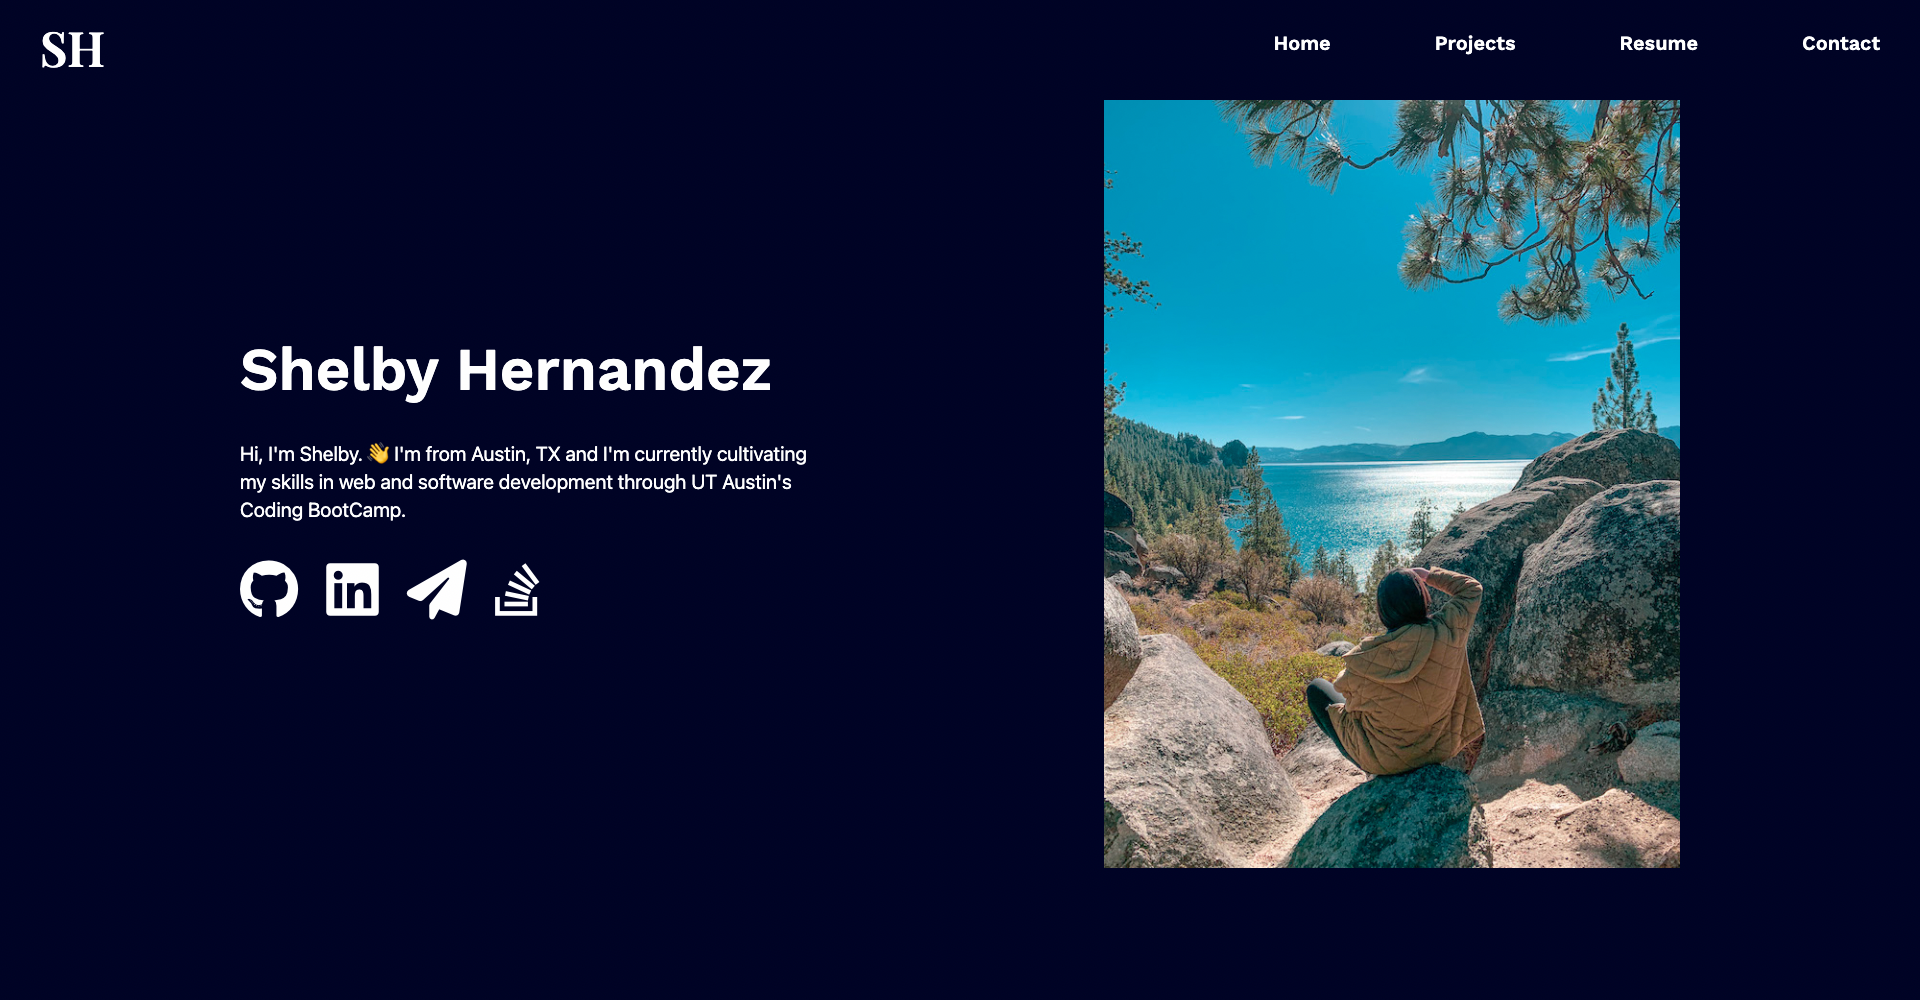 SH
Home
Projects
Resume
Contact
Shelby Hernandez
Hi, I'm Shelby. 👋 I'm from Austin, TX and I'm currently cultivating
my skills in web and software development through UT Austin's
Coding BootCamp.
in